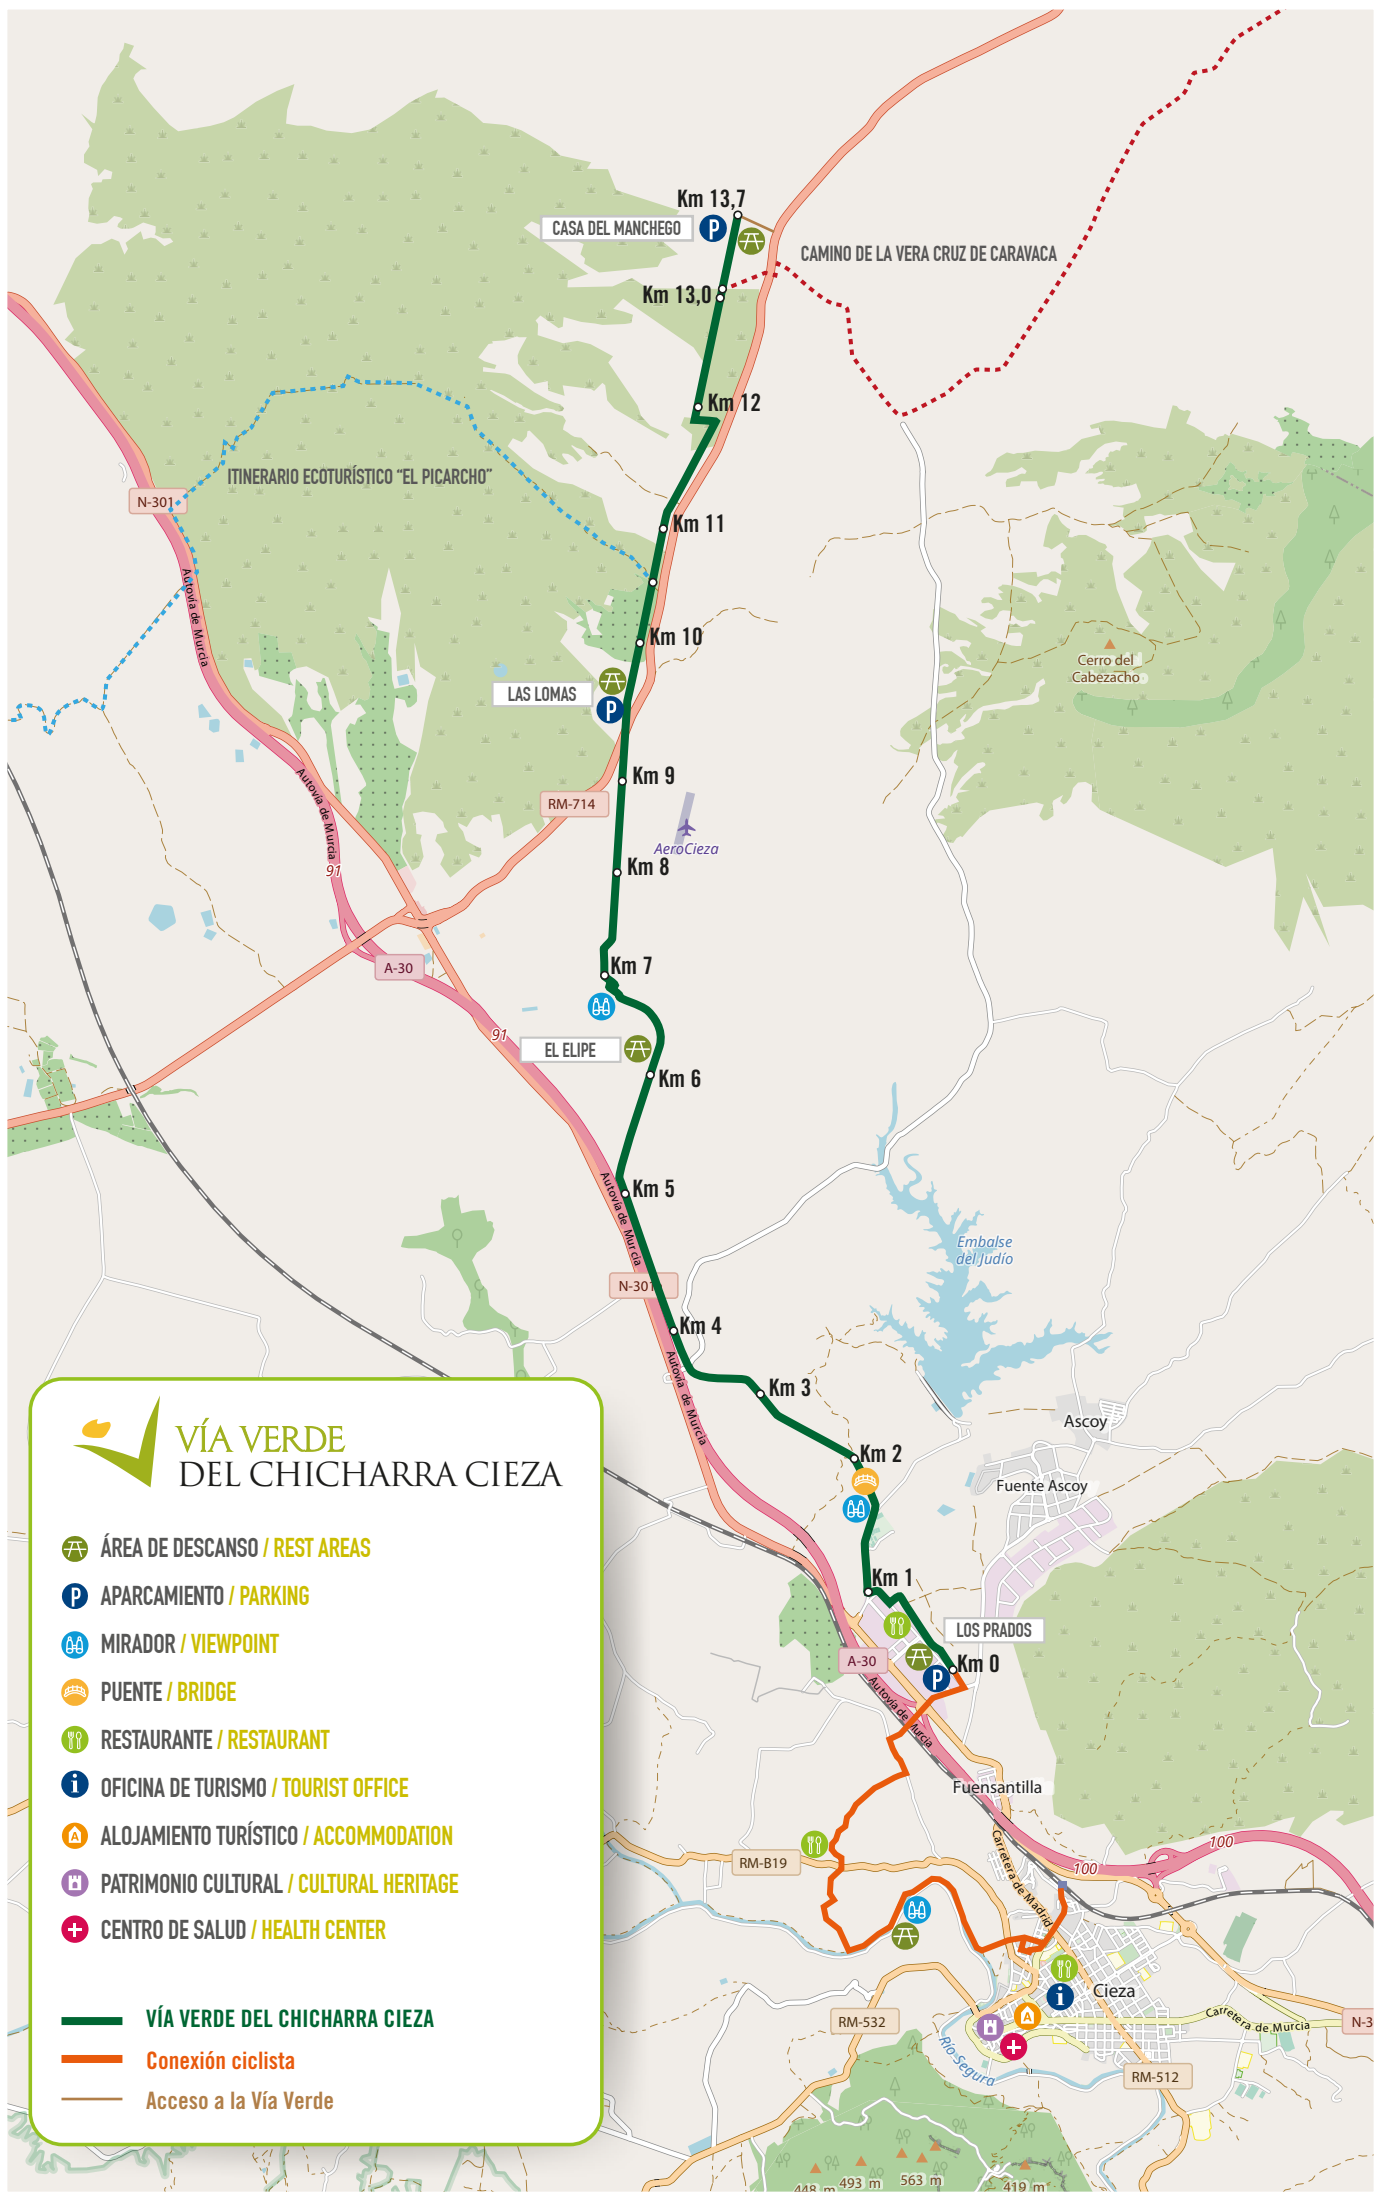 Km 13,7
CASA DEL MANCHEGO
P
CAMINO DE LA VERA CRUZ DE CARAVACA
Km 13,0
Km 12
ITINERARIO ECOTURÍSTICO “EL PICARCHO”
N-301
Km 11
Autovía de Murcia
Km 10
Cerro del
Cabezacho
LAS LOMAS
P
Km 9
Autovía de Murcia
RM-714
AeroCieza
91
Km 8
Km 7
A-30
91
EL ELIPE
Km 6
Km 5
Autovía de Murcia
Embalse
del Judío
N-301
Km 4
Autovía de Murcia
Km 3
Ascoy
Km 2
Fuente Ascoy
Km 1
LOS PRADOS
A-30
Km 0
P
Autovía de Murcia
Fuensantilla
100
100
RM-B19
Carretera de Madrid
Cieza
i
A
RM-532
Carretera de Murcia
N-3
Río Segura
RM-512
448 m
493 m
563 m
419 m
VÍA VERDE
DEL CHICHARRA CIEZA
ÁREA DE DESCANSO / REST AREAS
P APARCAMIENTO / PARKING
MIRADOR / VIEWPOINT
PUENTE / BRIDGE
RESTAURANTE / RESTAURANT
i OFICINA DE TURISMO / TOURIST OFFICE
A ALOJAMIENTO TURÍSTICO / ACCOMMODATION
PATRIMONIO CULTURAL / CULTURAL HERITAGE
CENTRO DE SALUD / HEALTH CENTER
VÍA VERDE DEL CHICHARRA CIEZA
Conexión ciclista
Acceso a la Vía Verde